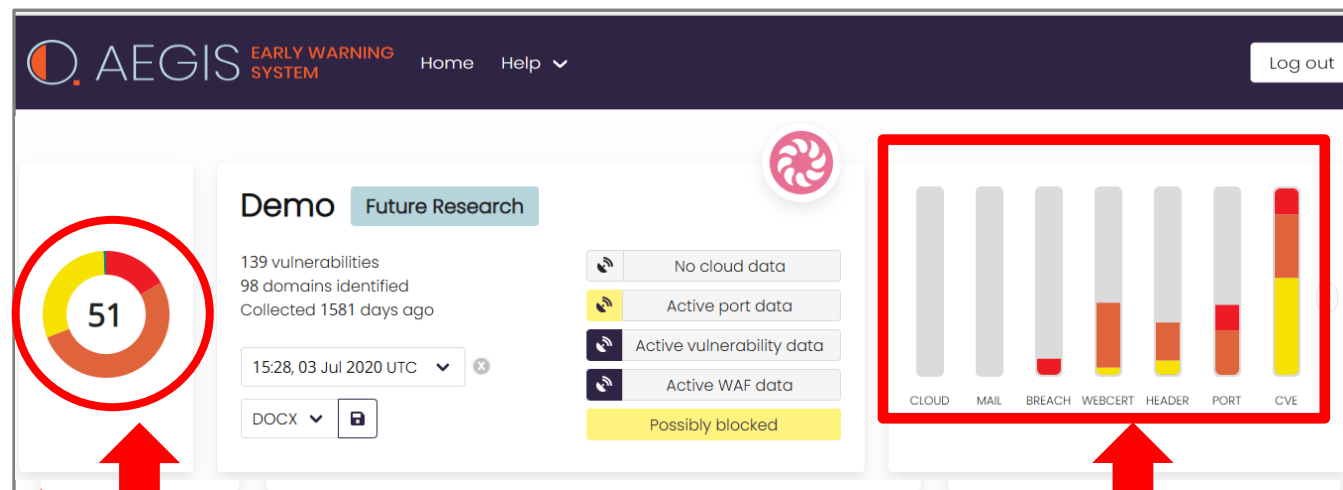 AEGIS EARLY WARNING SYSTEM
Home Help
Log out
51
Demo Future Research
139 vulnerabilities
98 domains identified
Collected 1581 days ago
15:28, 03 Jul 2020 UTC
DOCX
No cloud data
Active port data
Active vulnerability data
Active WAF data
Possibly blocked
CLOUD MAIL BREACH WEBCERT HEADER PORT CVE